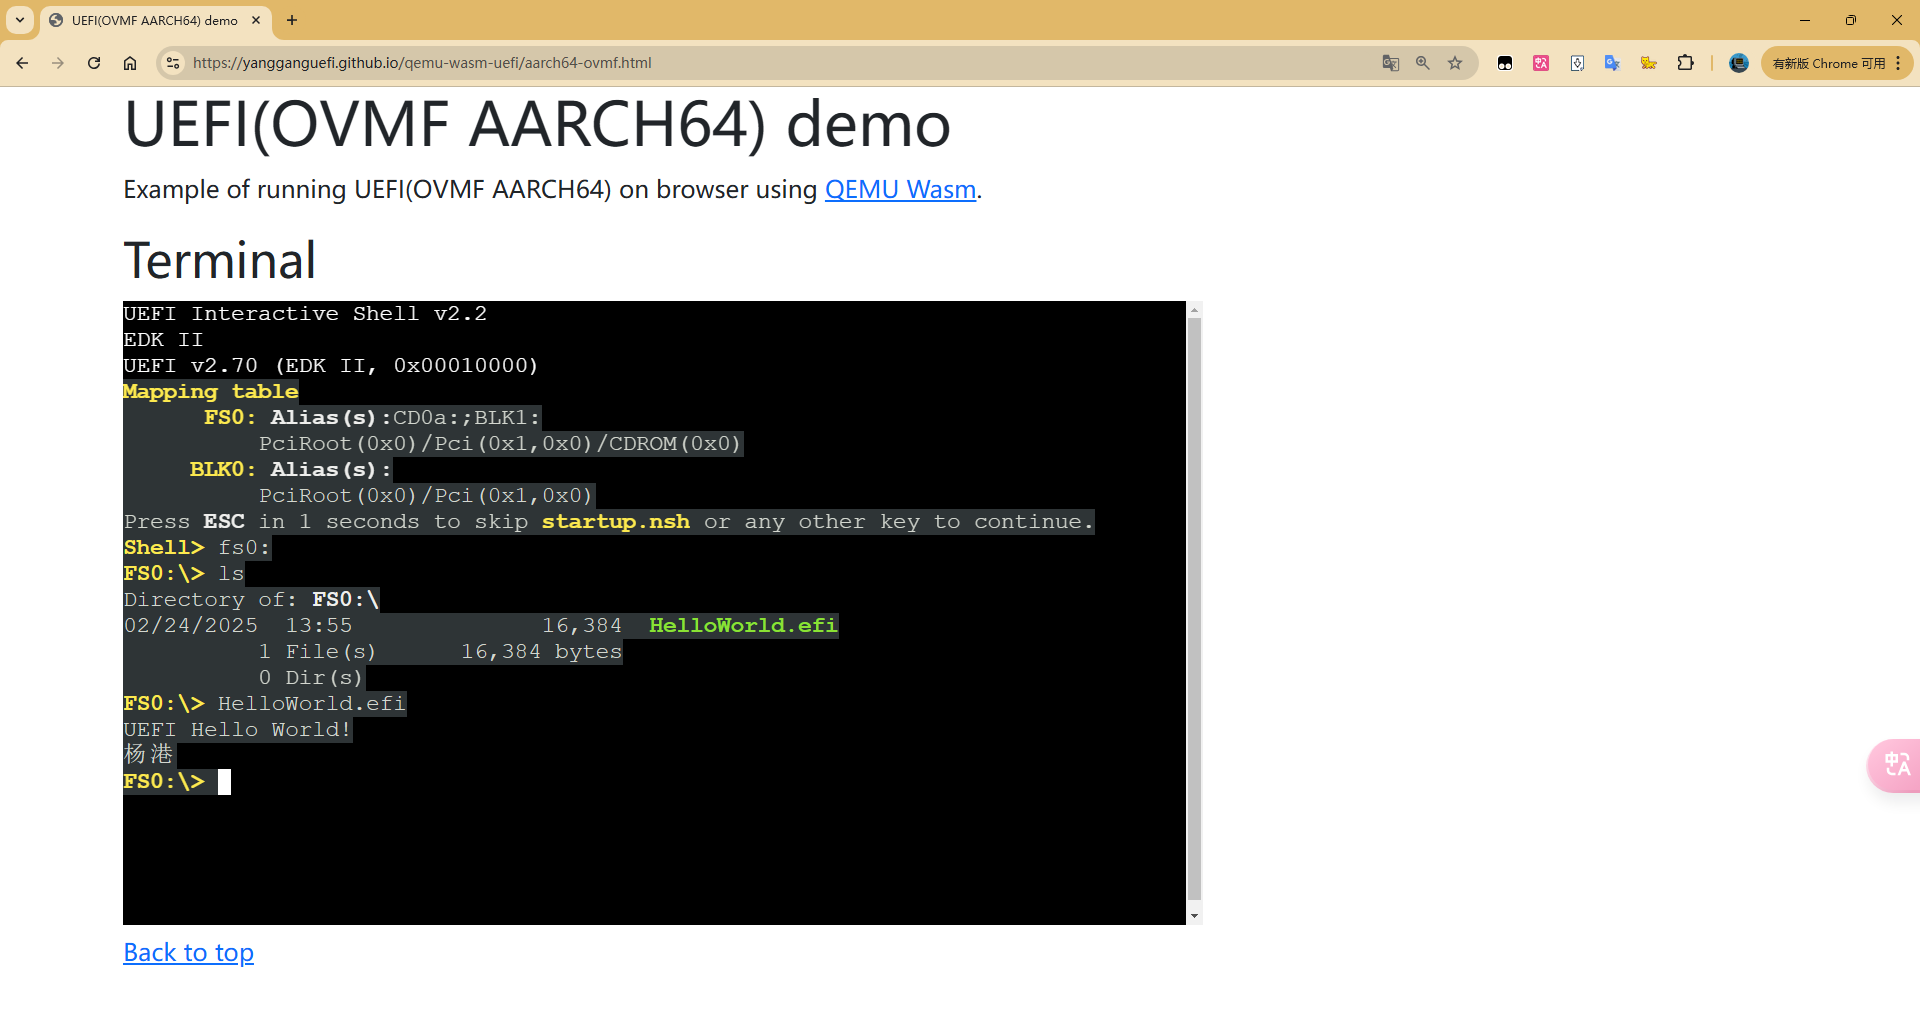 UEFI(OVMF AARCH64) demo
https://yangganguefi.github.io/qemu-wasm-uefi/aarch64-ovmf.html
有新版 Chrome 可用
UEFI(OVMF AARCH64) demo
Example of running UEFI(OVMF AARCH64) on browser using QEMU Wasm.
Terminal
UEFI Interactive Shell v2.2
EDK II
UEFI v2.70 (EDK II, 0x00010000)
Mapping table
FS0: Alias(s):CD0a:;BLK1:
PciRoot(0x0)/Pci(0x1,0x0)/CDROM(0x0)
BLK0: Alias(s):
PciRoot(0x0)/Pci(0x1,0x0)
Press ESC in 1 seconds to skip startup.nsh or any other key to continue.
Shell> fs0:
FS0:\> ls
Directory of: FS0:\
02/24/2025  13:55              16,384  HelloWorld.efi
1 File(s)      16,384 bytes
0 Dir(s)
FS0:\> HelloWorld.efi
UEFI Hello World!
杨港
FS0:\>
中A
Back to top